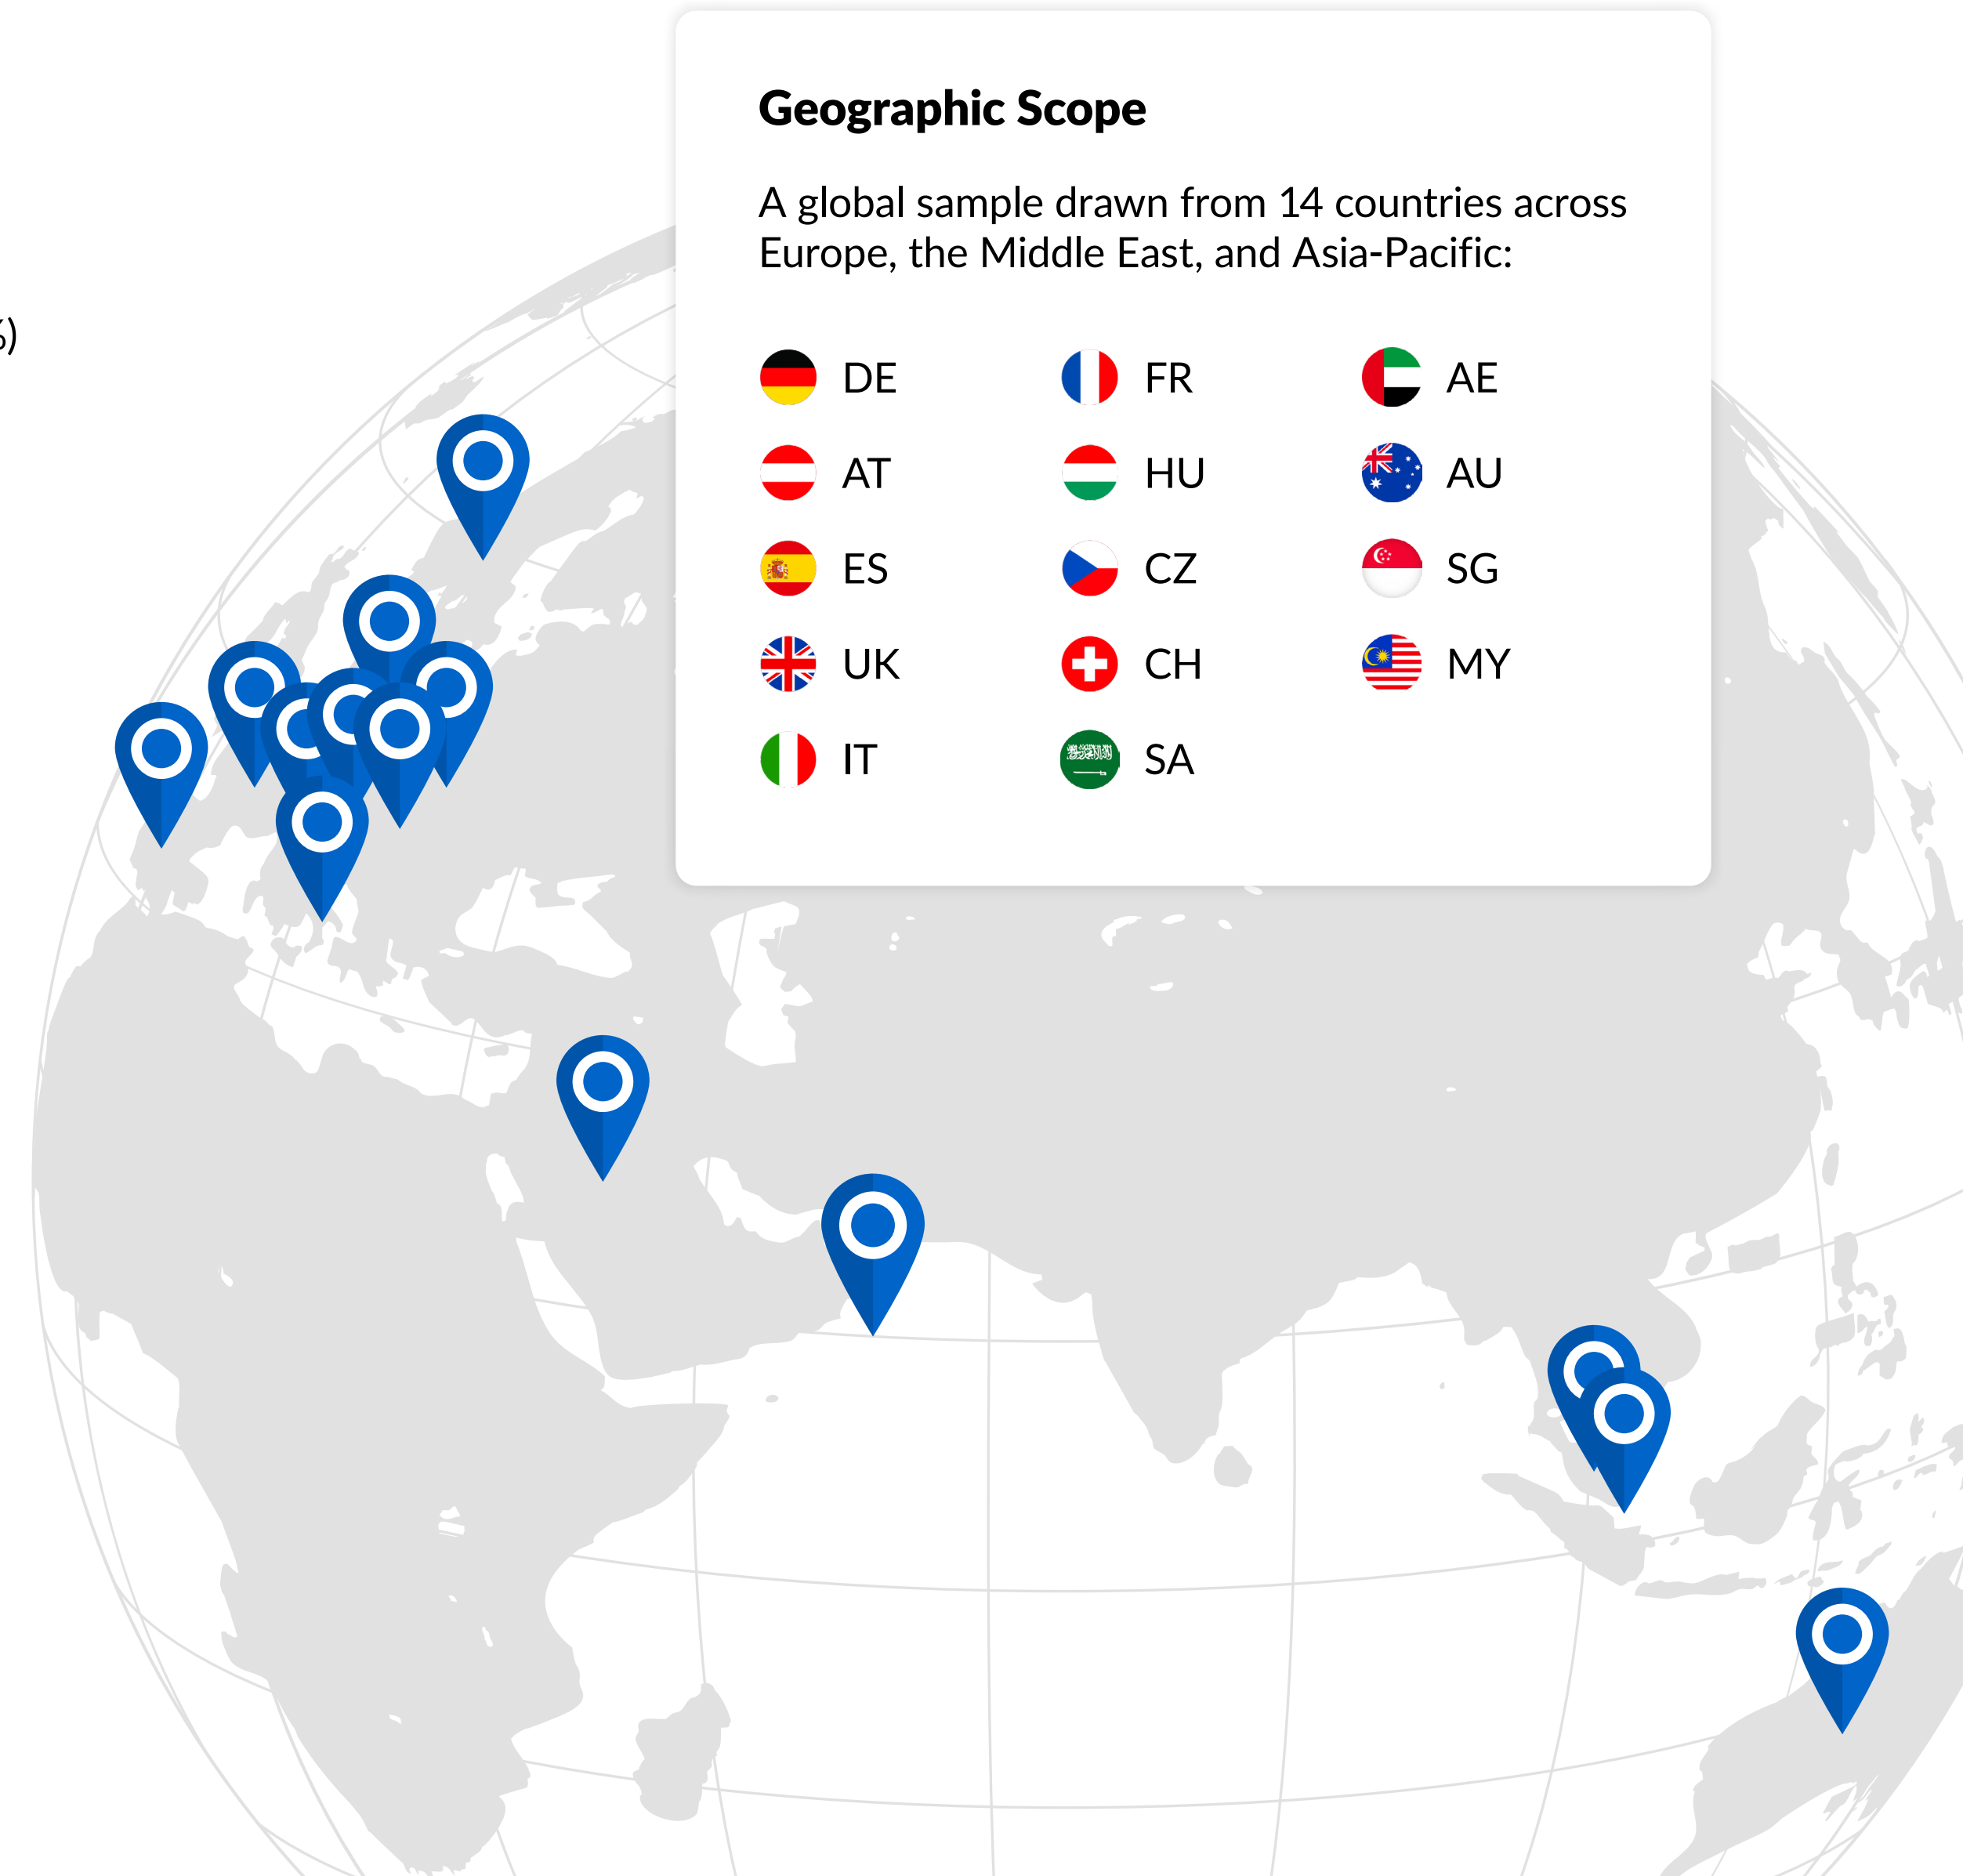 Geographic Scope
A global sample drawn from 14 countries across
Europe, the Middle East, and Asia-Pacific:
DE
AT
ES
UK
IT
FR
HU
CZ
CH
SA
AE
AU
SG
MY